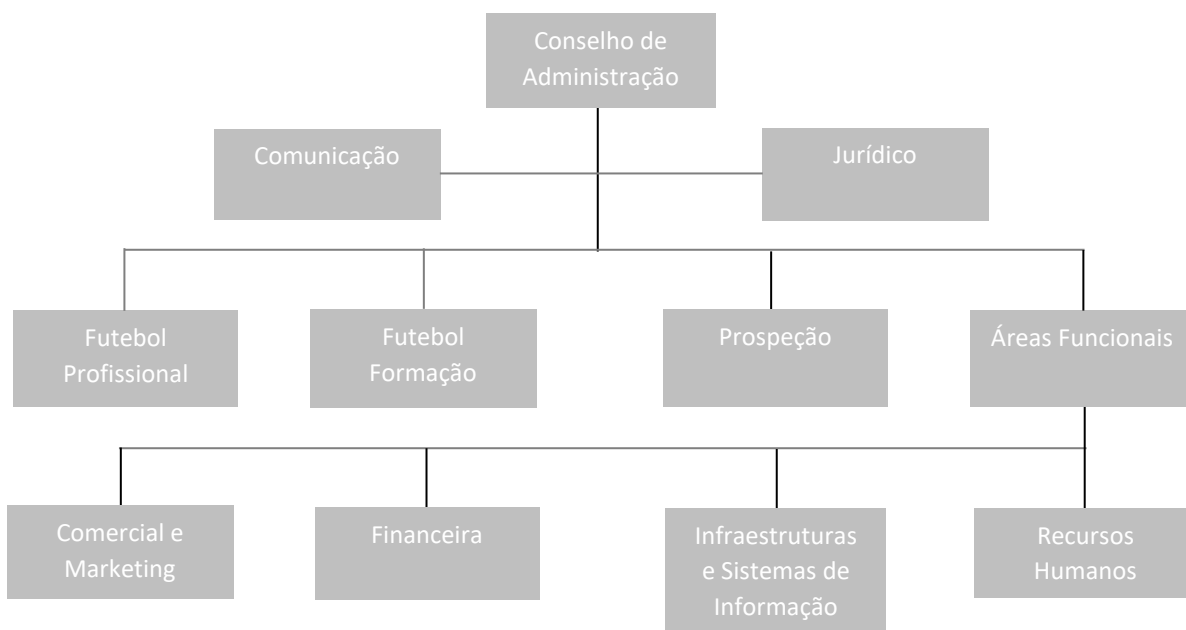 Conselho de
Administração
Comunicação
Jurídico
Futebol
Profissional
Futebol
Formação
Prospeção
Áreas Funcionais
Comercial e
Marketing
Financeira
Infraestruturas
e Sistemas de
Informação
Recursos
Humanos